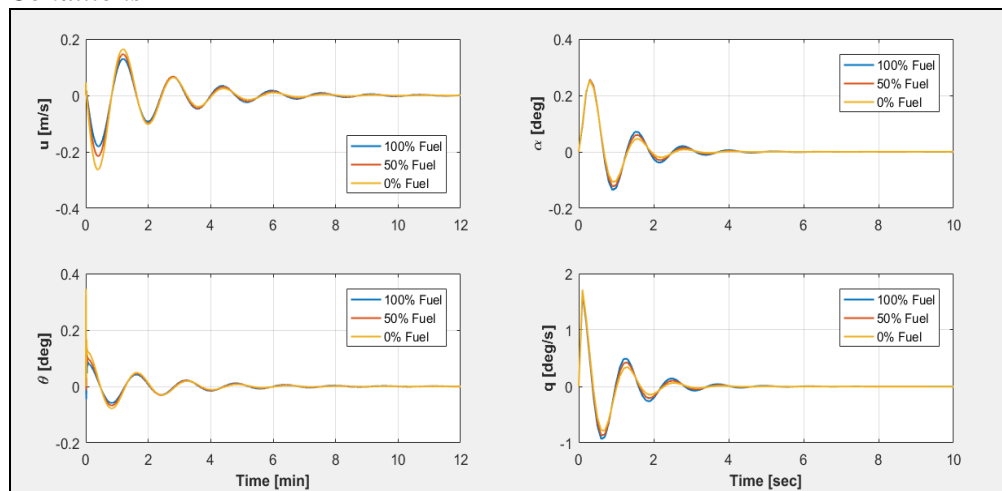 0.2
0
-0.2
-0.4
u [m/s]
0 2 4 6 8 10 12
100% Fuel
50% Fuel
0% Fuel
0.4
0.2
0
-0.2
α [deg]
0 2 4 6 8 10
100% Fuel
50% Fuel
0% Fuel
0.4
0.2
0
-0.2
θ [deg]
0 2 4 6 8 10 12
Time [min]
100% Fuel
50% Fuel
0% Fuel
2
1
0
-1
q [deg/s]
0 2 4 6 8 10
Time [sec]
100% Fuel
50% Fuel
0% Fuel